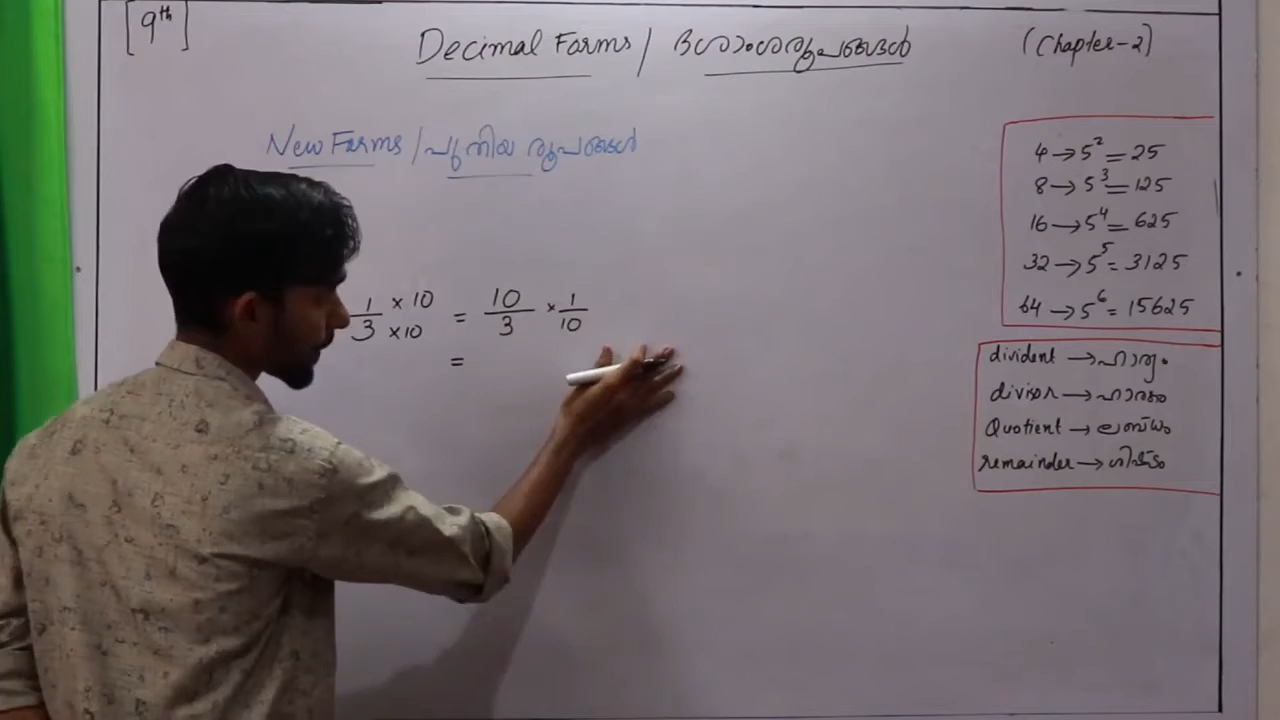 [9th]
Decimal Forms / ദശാംശരൂപങ്ങൾ
(Chapter-2)
New Forms / പുതിയ രൂപങ്ങൾ
1/3 ×10/×10 = 10/3 × 1/10
=
4 → 5² = 25
8 → 5³ = 125
16 → 5⁴ = 625
32 → 5⁵ = 3125
64 → 5⁶ = 15625
divident → ഹാര്യം
divisor → ഹാരകം
Quotient → ലബ്ധം
remainder → ശിഷ്ടം